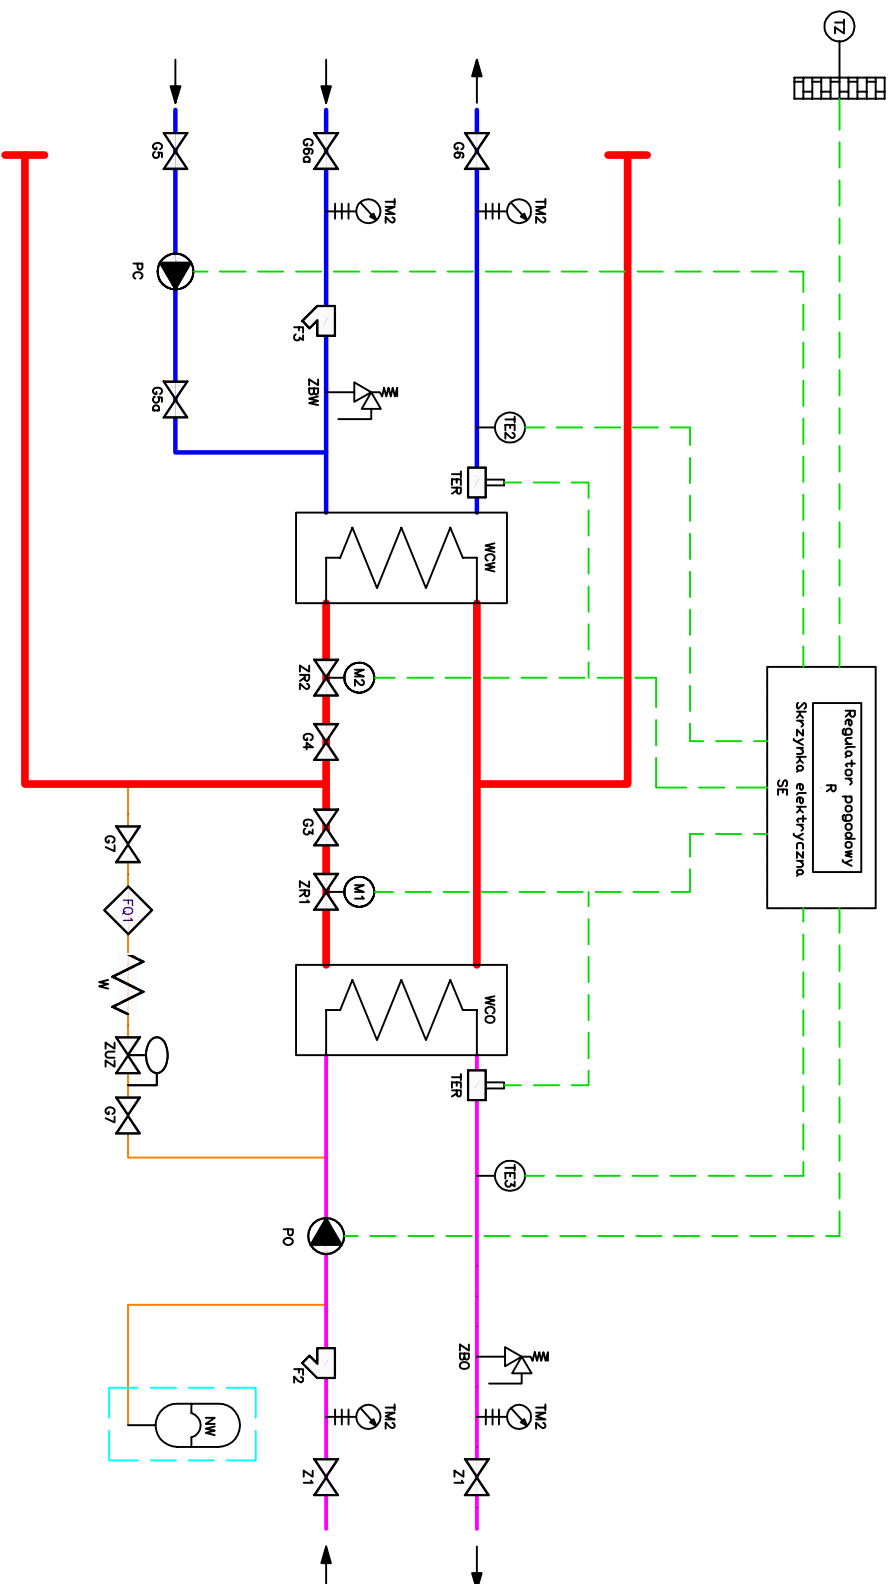 TZ
G5
G6a
G6
TM2
TM2
PC
F3
ZBW
G5a
TE2
TER
WCW
ZR2
M2
G4
Regulator pogodowy
R
Skrzynka elektryczna
SE
G3
G7
ZR1
M1
FQ1
W
WCO
ZUZ
TER
G7
TE3
PO
ZBO
F2
NW
TM2
TM2
Z1
Z1